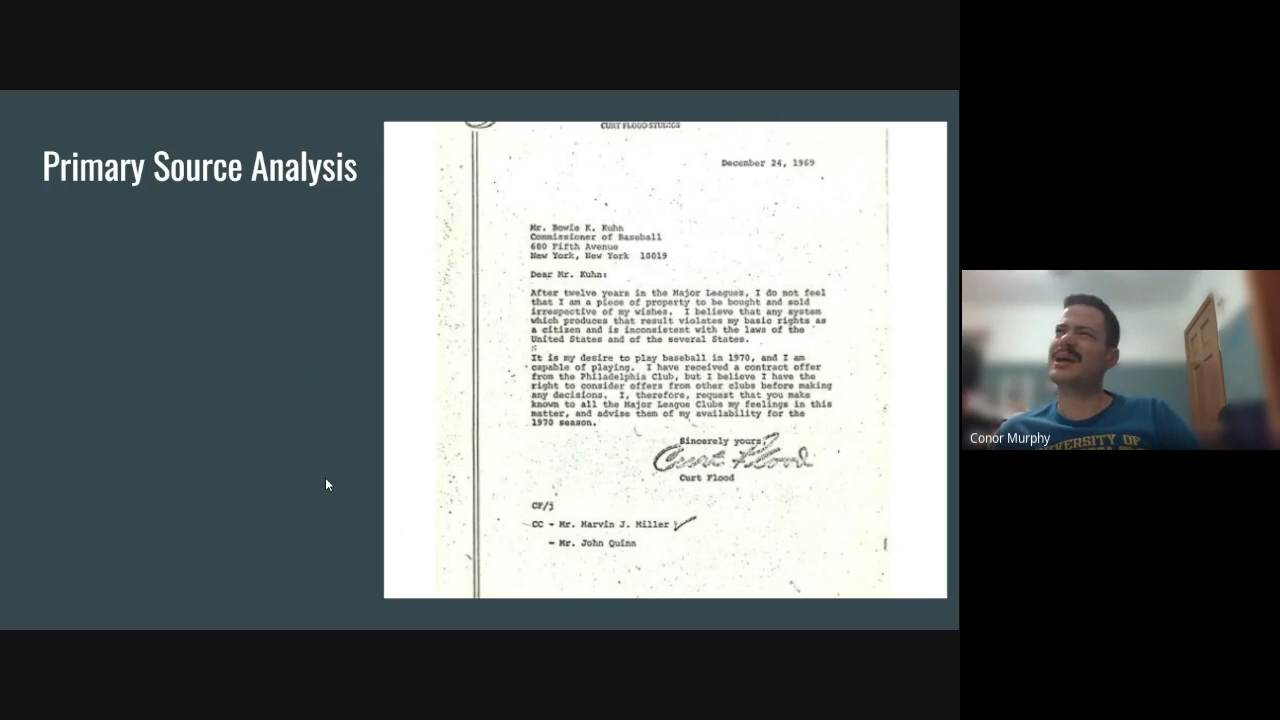 Primary Source Analysis
CURT FLOOD STUDIOS
December 24, 1969
Mr. Bowie K. Kuhn
Commissioner of Baseball
680 Fifth Avenue
New York, New York 10019
Dear Mr. Kuhn:
After twelve years in the Major Leagues, I do not feel
that I am a piece of property to be bought and sold
irrespective of my wishes. I believe that any system
which produces that result violates my basic rights as
a citizen and is inconsistent with the laws of the
United States and of the several States.
It is my desire to play baseball in 1970, and I am
capable of playing. I have received a contract offer
from the Philadelphia Club, but I believe I have the
right to consider offers from other clubs before making
any decisions. I, therefore, request that you make
known to all the Major League Clubs my feelings in this
matter, and advise them of my availability for the
1970 season.
Sincerely yours,
Curt Flood
Curt Flood
CF/j
CC - Mr. Marvin J. Miller
- Mr. John Quinn
Conor Murphy
UNIVERSITY OF